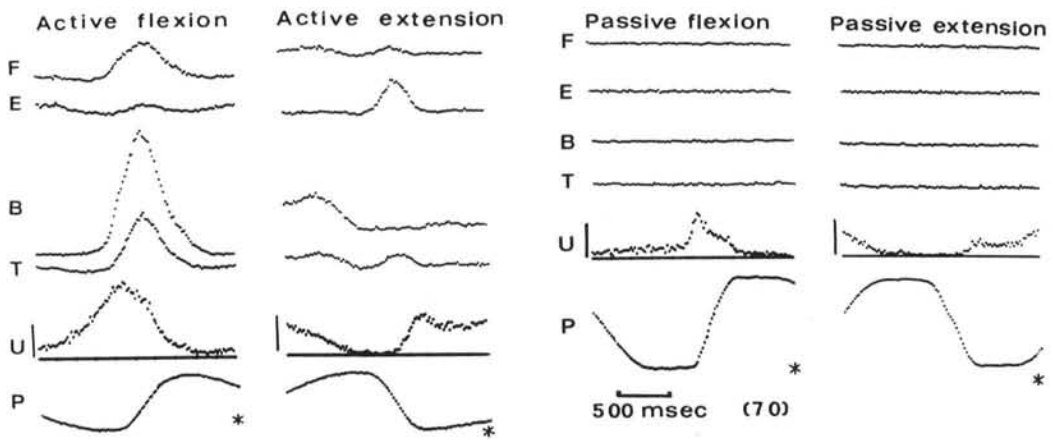 Active flexion
Active extension
F
E
B
T
U
P
*
*
Passive flexion
Passive extension
F
E
B
T
U
P
*
*
500 msec (70)